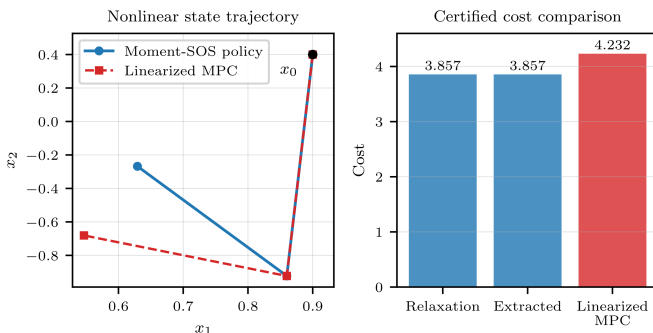 Nonlinear state trajectory
Moment-SOS policy
Linearized MPC
x₀
0.4
0.2
0.0
−0.2
−0.4
−0.6
−0.8
x₂
0.6
0.7
0.8
0.9
x₁
Certified cost comparison
3.857
3.857
4.232
4
3
2
1
0
Cost
Relaxation
Extracted
Linearized
MPC